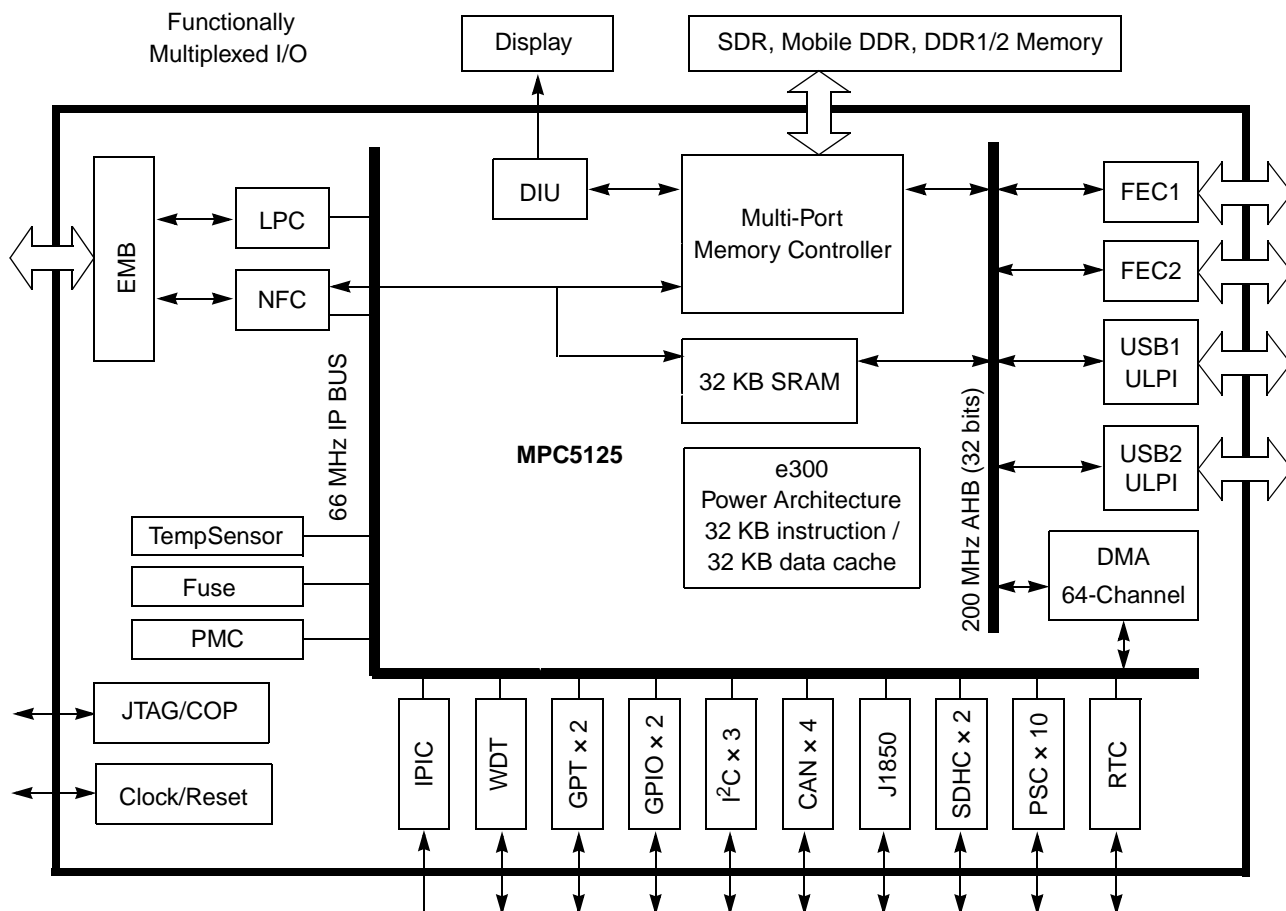 Functionally
Multiplexed I/O
Display
SDR, Mobile DDR, DDR1/2 Memory
EMB
LPC
NFC
DIU
Multi-Port
Memory Controller
32 KB SRAM
MPC5125
e300
Power Architecture
32 KB instruction /
32 KB data cache
66 MHz IP BUS
200 MHz AHB (32 bits)
FEC1
FEC2
USB1
ULPI
USB2
ULPI
DMA
64-Channel
TempSensor
Fuse
PMC
JTAG/COP
Clock/Reset
IPIC
WDT
GPT × 2
GPIO × 2
I²C × 3
CAN × 4
J1850
SDHC × 2
PSC × 10
RTC